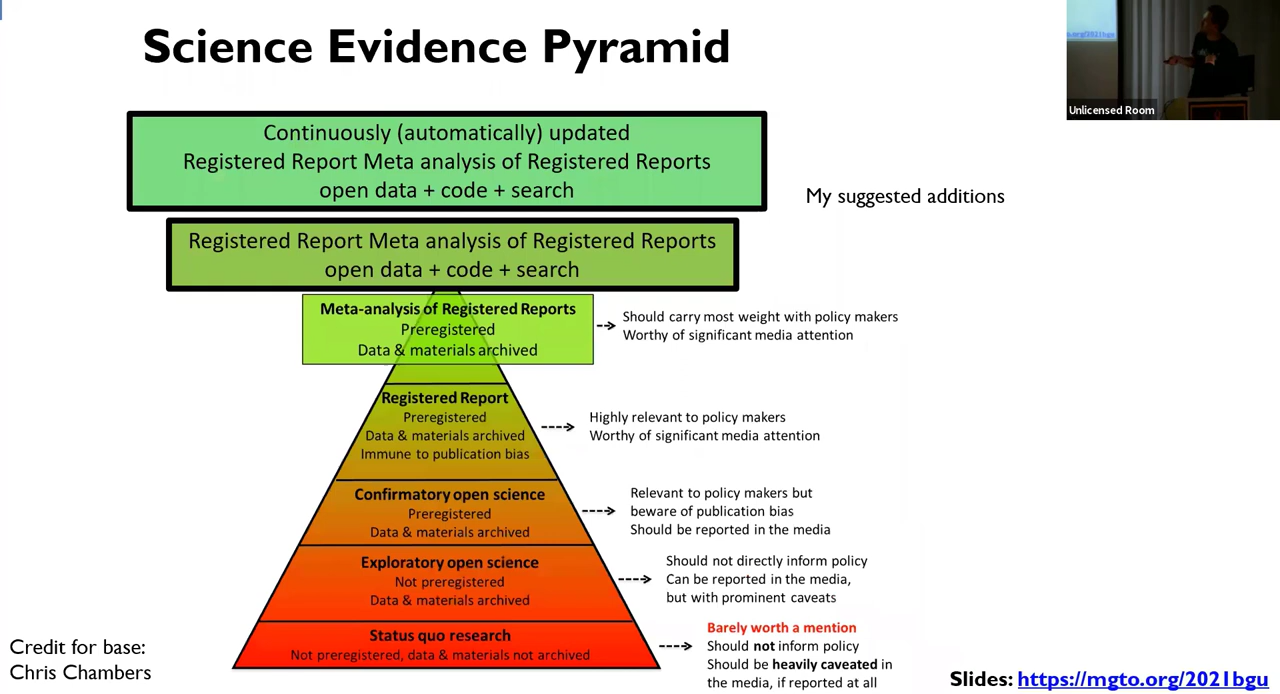 Science Evidence Pyramid
Continuously (automatically) updated
Registered Report Meta analysis of Registered Reports
open data + code + search
My suggested additions
Registered Report Meta analysis of Registered Reports
open data + code + search
Meta-analysis of Registered Reports
Preregistered
Data & materials archived
Should carry most weight with policy makers
Worthy of significant media attention
Registered Report
Preregistered
Data & materials archived
Immune to publication bias
Highly relevant to policy makers
Worthy of significant media attention
Confirmatory open science
Preregistered
Data & materials archived
Relevant to policy makers but
beware of publication bias
Should be reported in the media
Exploratory open science
Not preregistered
Data & materials archived
Should not directly inform policy
Can be reported in the media,
but with prominent caveats
Status quo research
Not preregistered, data & materials not archived
Barely worth a mention
Should not inform policy
Should be heavily caveated in
the media, if reported at all
Credit for base:
Chris Chambers
Slides: https://mgto.org/2021bgu
o.org/2021bgu
Unlicensed Room